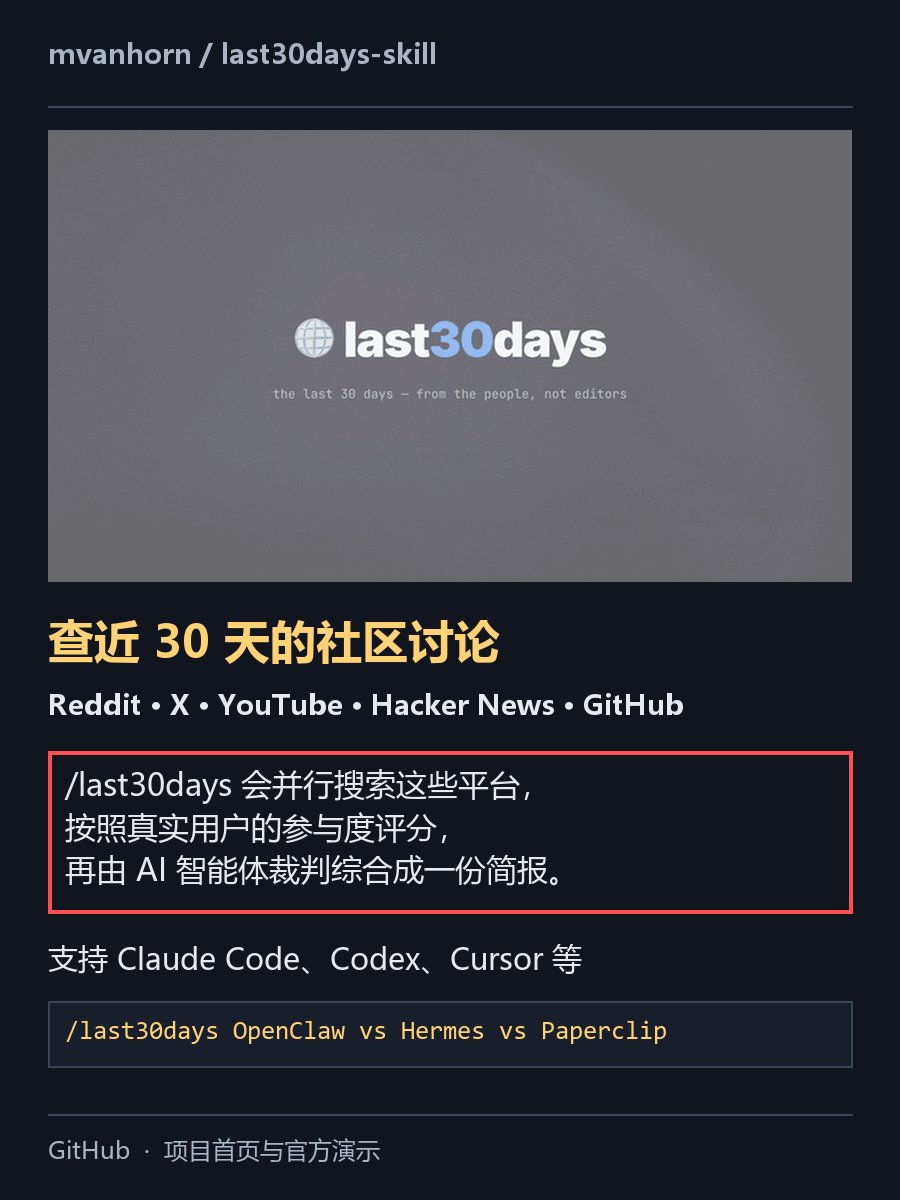 mvanhorn / last30days-skill
last30days
the last 30 days — from the people, not editors
查近 30 天的社区讨论
Reddit • X • YouTube • Hacker News • GitHub
/last30days 会并行搜索这些平台，
按照真实用户的参与度评分，
再由 AI 智能体裁判综合成一份简报。
支持 Claude Code、Codex、Cursor 等
/last30days OpenClaw vs Hermes vs Paperclip
GitHub · 项目首页与官方演示